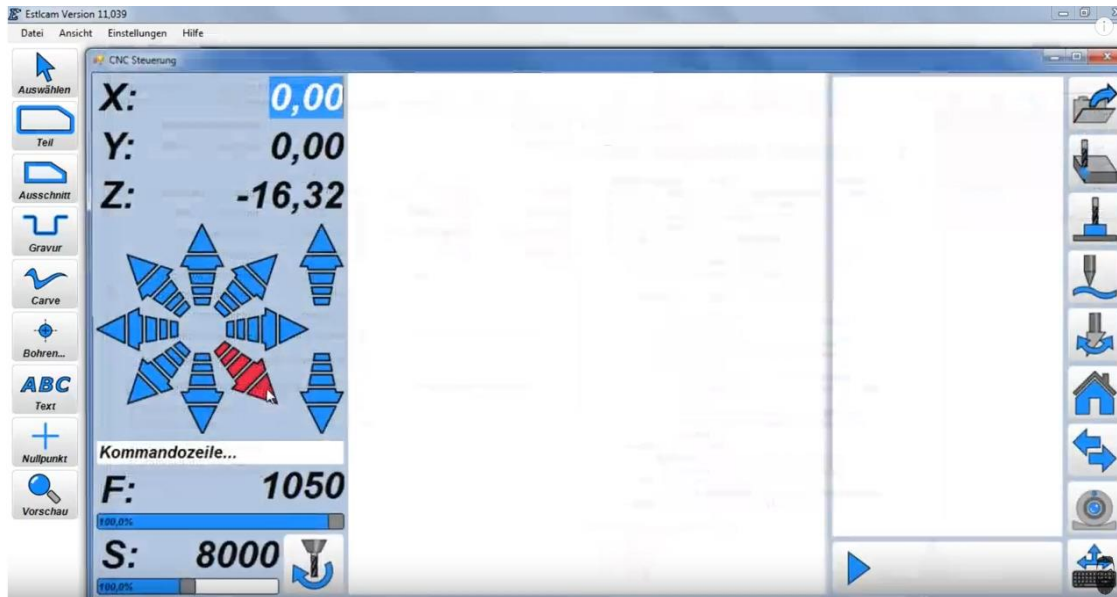 Estlcam Version 11,039
Datei Ansicht Einstellungen Hilfe
CNC Steuerung
Auswählen
Teil
Ausschnitt
Gravur
Carve
Bohren...
ABC
Text
Nullpunkt
Vorschau
X: 0,00
Y: 0,00
Z: -16,32
Kommandozeile...
F: 1050
100,0%
S: 8000
100,0%